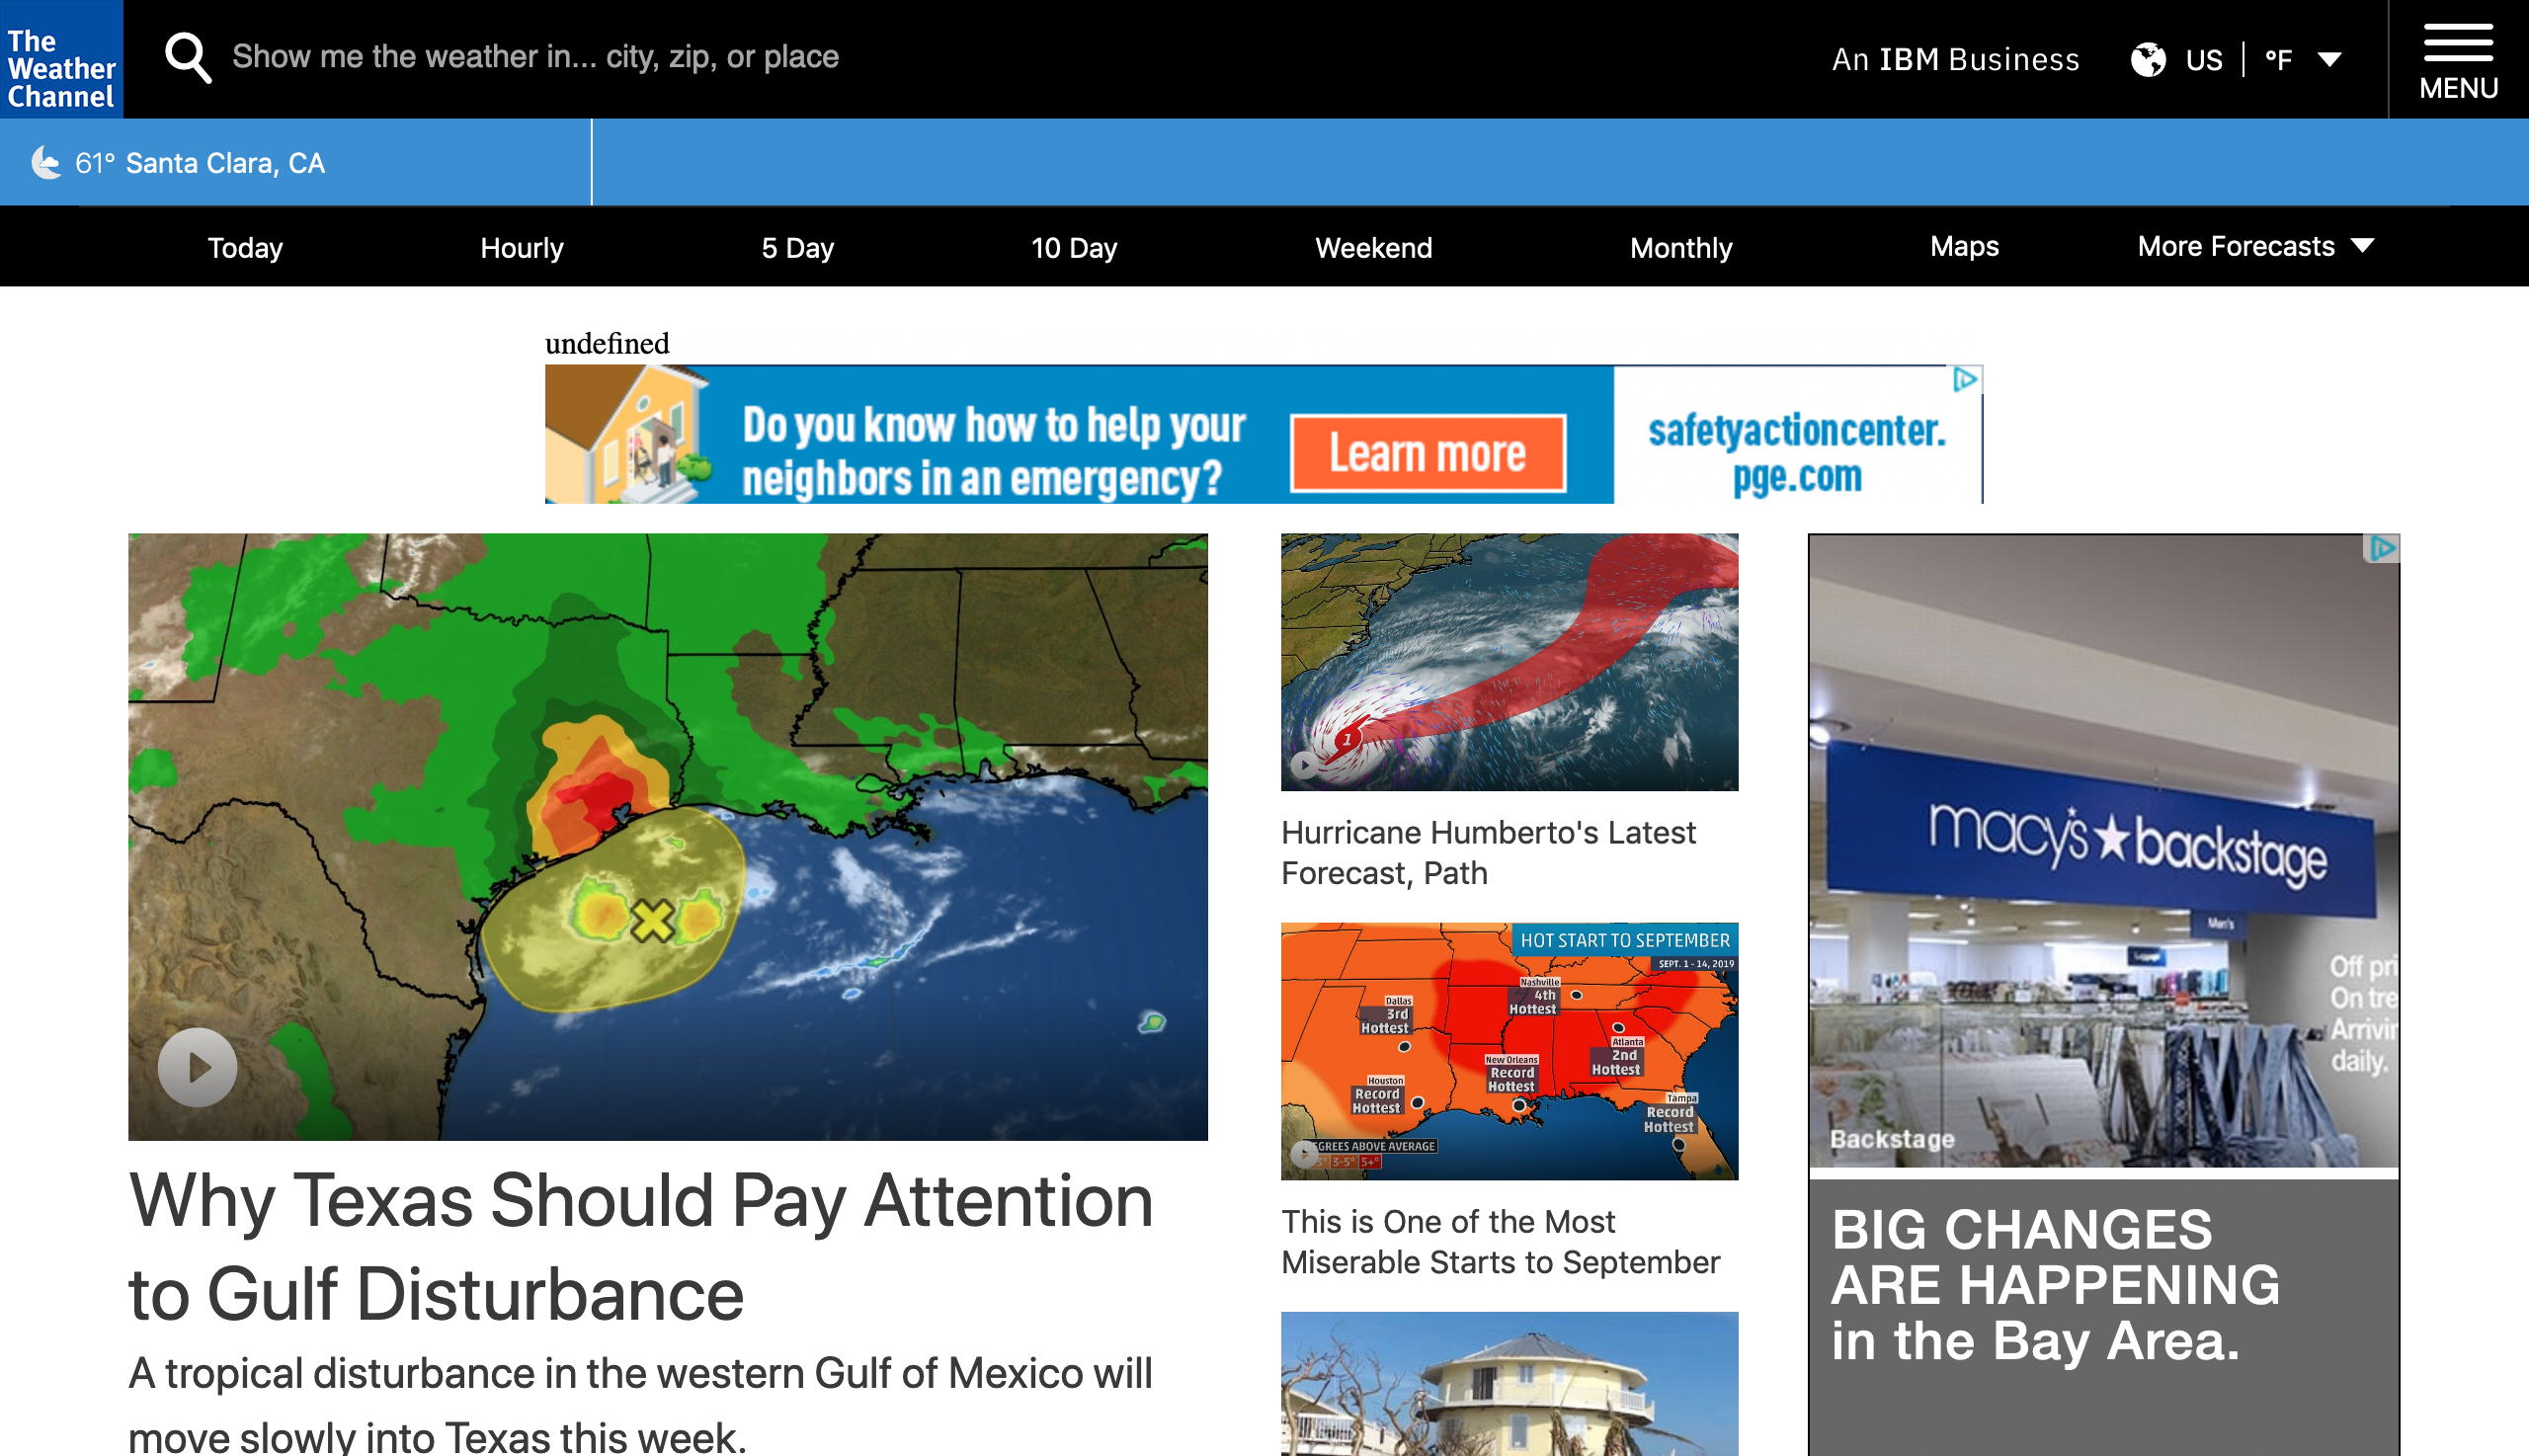 The
Weather
Channel
Show me the weather in... city, zip, or place
An IBM Business
US
°F
MENU
61° Santa Clara, CA
Today
Hourly
5 Day
10 Day
Weekend
Monthly
Maps
More Forecasts
undefined
Do you know how to help your
neighbors in an emergency?
Learn more
safetyactioncenter.
pge.com
Why Texas Should Pay Attention
to Gulf Disturbance
A tropical disturbance in the western Gulf of Mexico will
move slowly into Texas this week.
1
Hurricane Humberto's Latest
Forecast, Path
HOT START TO SEPTEMBER
SEPT. 1 - 14, 2019
Nashville
4th
Hottest
Dallas
3rd
Hottest
Atlanta
2nd
Hottest
New Orleans
Record
Hottest
Houston
Record
Hottest
Tampa
Record
Hottest
ABOVE AVERAGE
3-5° 5+°
This is One of the Most
Miserable Starts to September
macy's backstage
Men's
Off pri
On tre
Arrivin
daily.
Backstage
BIG CHANGES
ARE HAPPENING
in the Bay Area.